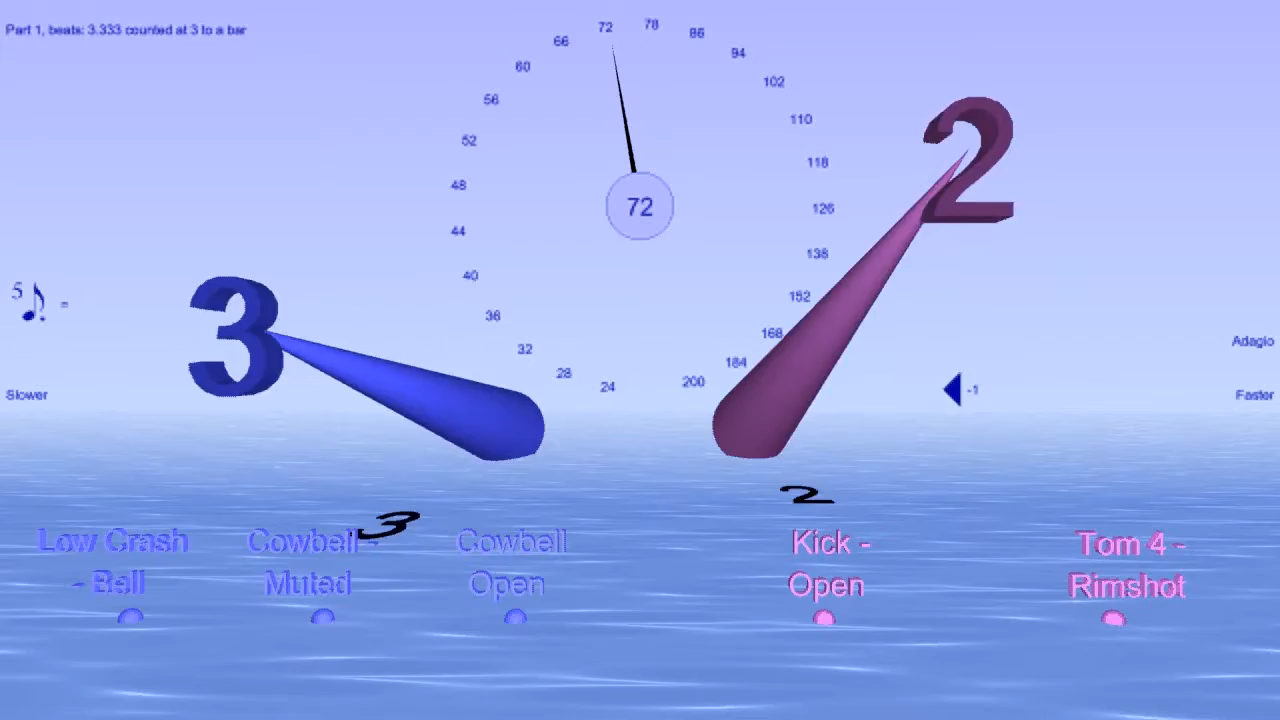 Part 1, beats: 3.333 counted at 3 to a bar
72
78
66
86
94
60
102
56
110
52
118
48
126
44
138
40
152
36
168
32
184
28
24
200
72
2
3
5 ♪. =
Adagio
-1
Slower
Faster
2
3
Low Crash
- Bell
Cowbell -
Muted
Cowbell
Open
Kick -
Open
Tom 4 -
Rimshot